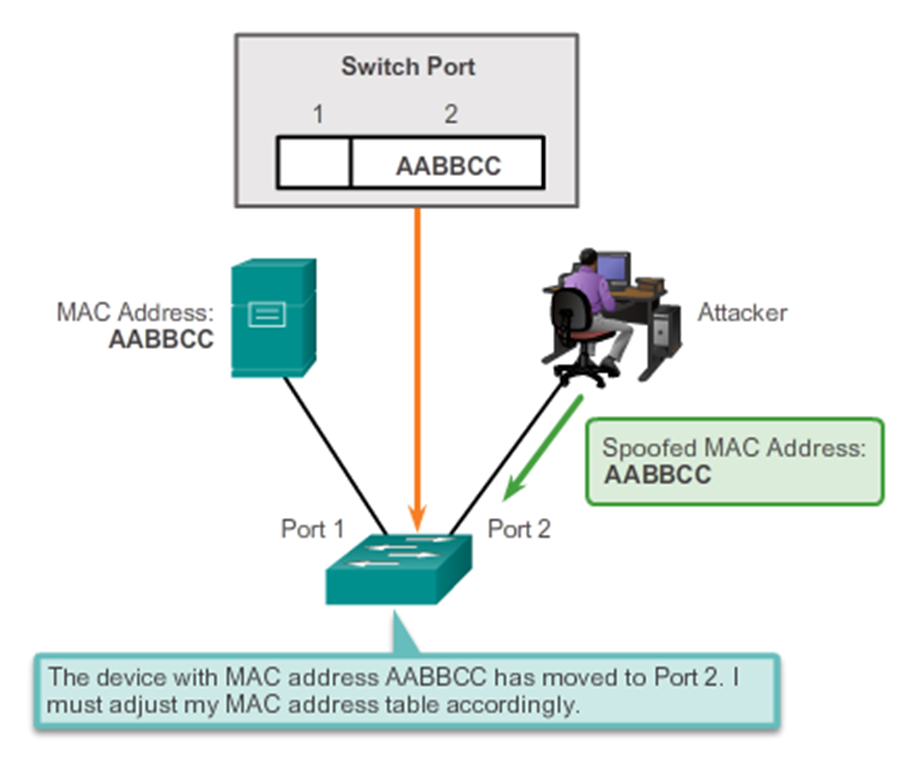 Switch Port
1 2
AABBCC
MAC Address:
AABBCC
Attacker
Spoofed MAC Address:
AABBCC
Port 1
Port 2
The device with MAC address AABBCC has moved to Port 2. I
must adjust my MAC address table accordingly.